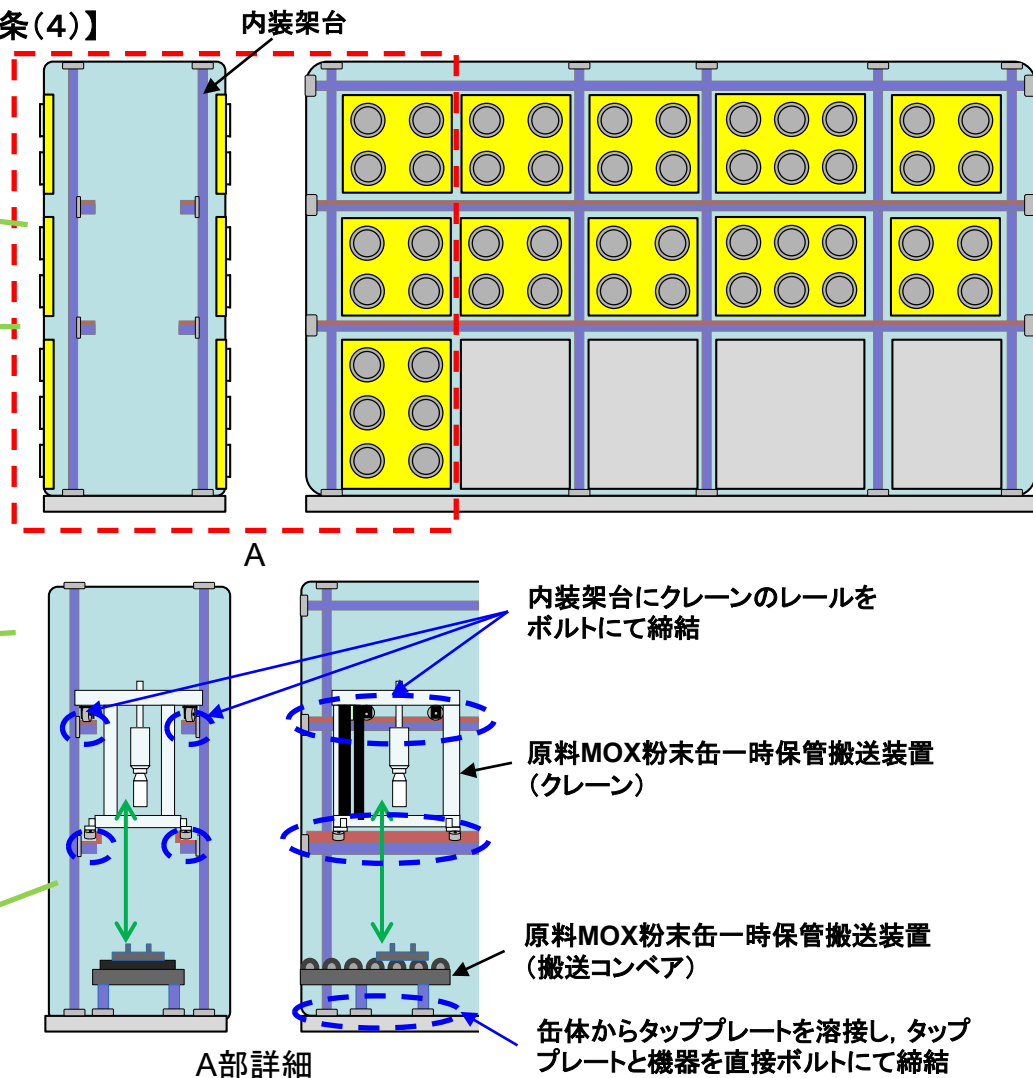 条(4)】
内装架台
A
内装架台にクレーンのレールを
ボルトにて締結
原料MOX粉末缶一時保管搬送装置
(クレーン)
原料MOX粉末缶一時保管搬送装置
(搬送コンベア)
缶体からタッププレートを溶接し,タップ
プレートと機器を直接ボルトにて締結
A部詳細